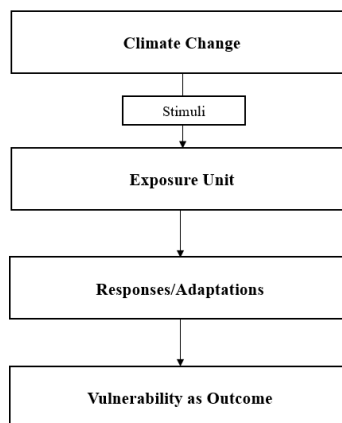 Climate Change
Stimuli
Exposure Unit
Responses/Adaptations
Vulnerability as Outcome